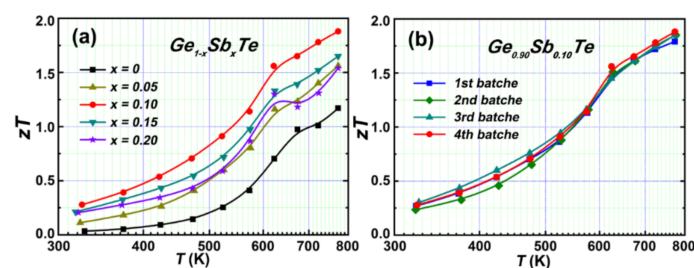 (a)
Ge1-xSbxTe
x = 0
x = 0.05
x = 0.10
x = 0.15
x = 0.20
zT
2.0
1.5
1.0
0.5
0.0
300 400 500 600 700 800
T (K)
(b)
Ge0.90Sb0.10Te
1st batche
2nd batche
3rd batche
4th batche
2.0
1.5
1.0
0.5
0.0
300 400 500 600 700 800
T (K)